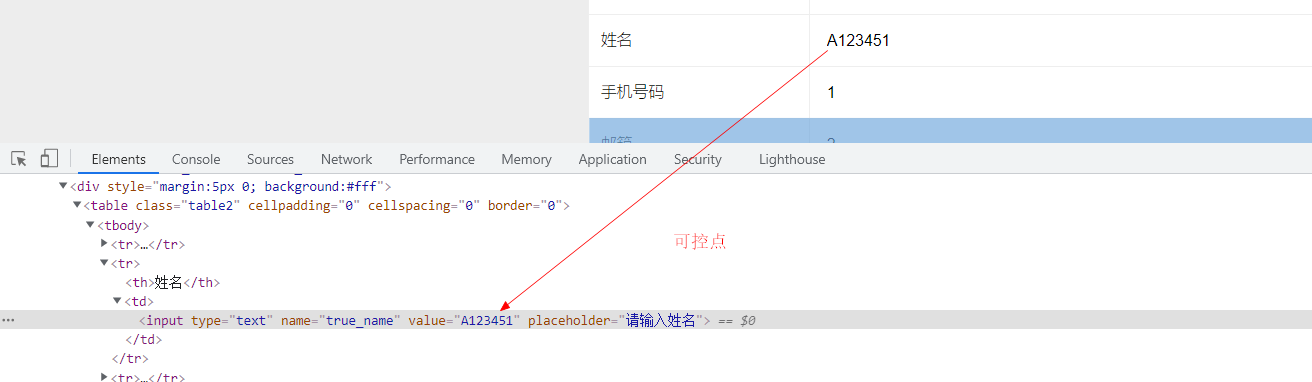 姓名 A123451
手机号码 1
邮箱
Elements Console Sources Network Performance Memory Application Security Lighthouse
▼<div style="margin:5px 0; background:#fff">
▼<table class="table2" cellpadding="0" cellspacing="0" border="0">
▼<tbody>
▶<tr>…</tr>
可控点
▼<tr>
<th>姓名</th>
▼<td>
… <input type="text" name="true_name" value="A123451" placeholder="请输入姓名"> == $0
</td>
</tr>
▶<tr>…</tr>